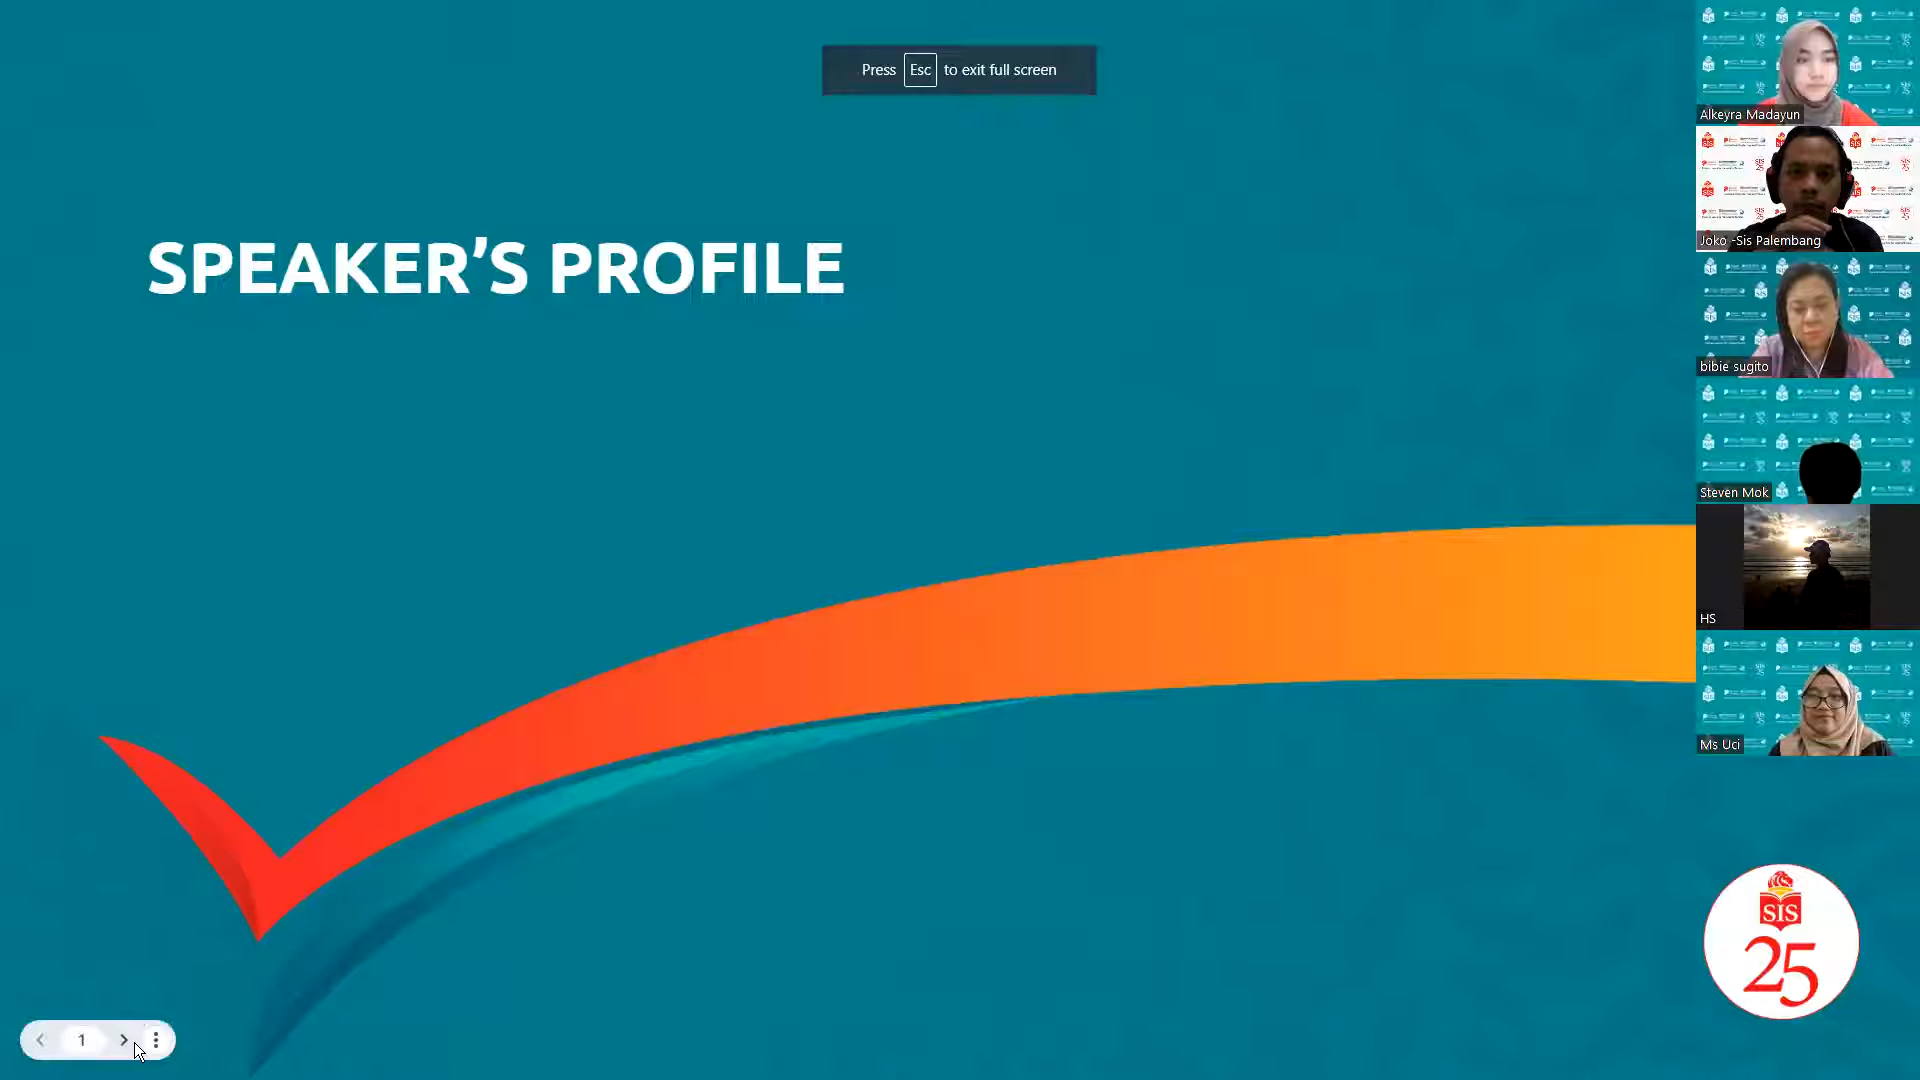 Press Esc to exit full screen
SPEAKER’S PROFILE
Alkeyra Madayun
Joko -Sis Palembang
bibie sugito
Steven Mok
HS
Ms Uci
SIS
25
1